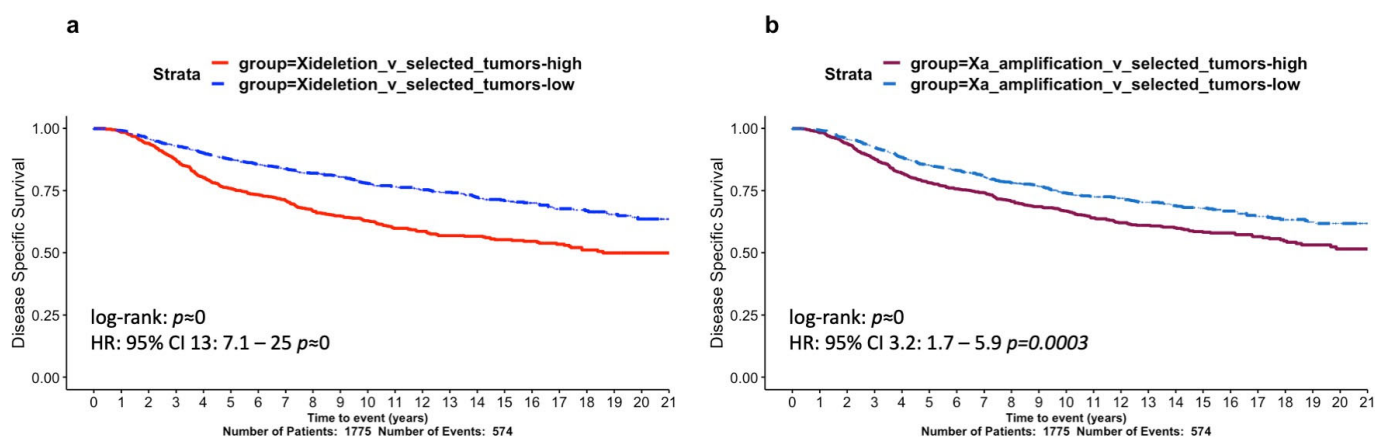 a
Strata
group=Xideletion_v_selected_tumors-high
group=Xideletion_v_selected_tumors-low
Disease Specific Survival
1.00
0.75
0.50
0.25
0.00
log-rank: p≈0
HR: 95% CI 13: 7.1 – 25 p≈0
0 1 2 3 4 5 6 7 8 9 10 11 12 13 14 15 16 17 18 19 20 21
Time to event (years)
Number of Patients: 1775 Number of Events: 574
b
Strata
group=Xa_amplification_v_selected_tumors-high
group=Xa_amplification_v_selected_tumors-low
Disease Specific Survival
1.00
0.75
0.50
0.25
0.00
log-rank: p≈0
HR: 95% CI 3.2: 1.7 – 5.9 p=0.0003
0 1 2 3 4 5 6 7 8 9 10 11 12 13 14 15 16 17 18 19 20 21
Time to event (years)
Number of Patients: 1775 Number of Events: 574